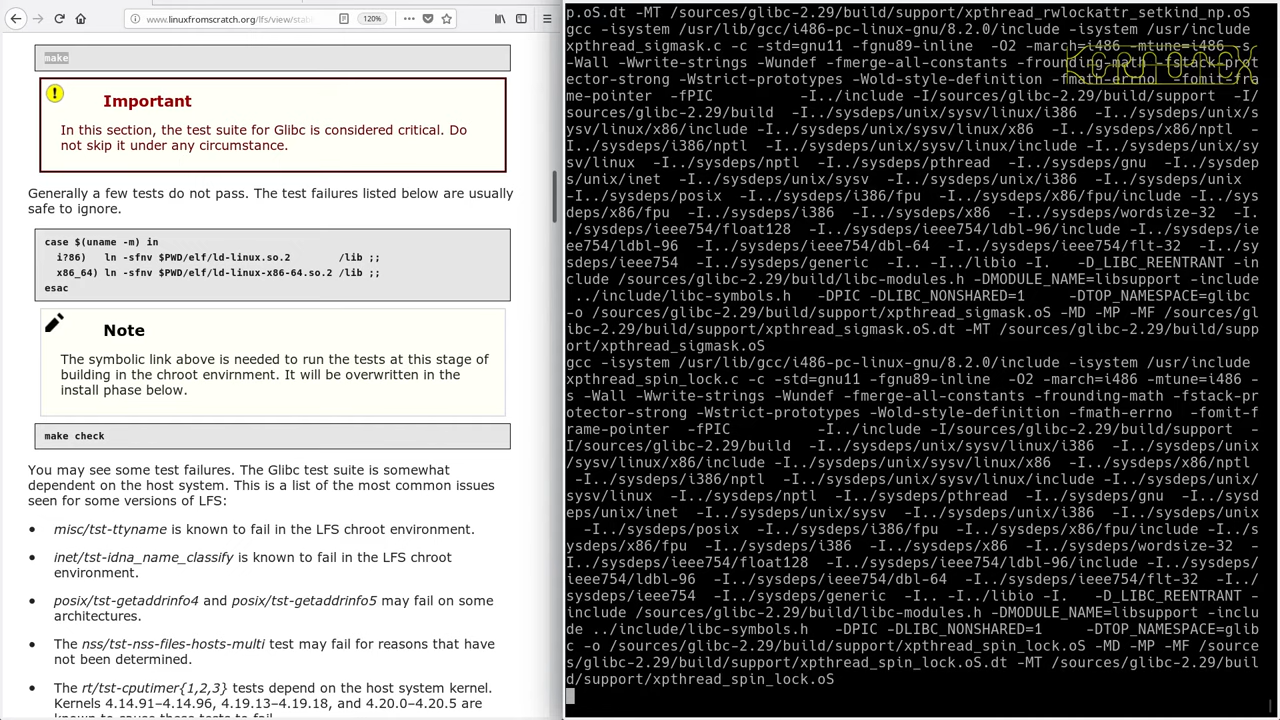 www.linuxfromscratch.org/lfs/view/stab
120%
make
Important
In this section, the test suite for Glibc is considered critical. Do
not skip it under any circumstance.
Generally a few tests do not pass. The test failures listed below are usually
safe to ignore.
case $(uname -m) in
i?86) ln -sfnv $PWD/elf/ld-linux.so.2 /lib ;;
x86_64) ln -sfnv $PWD/elf/ld-linux-x86-64.so.2 /lib ;;
esac
Note
The symbolic link above is needed to run the tests at this stage of
building in the chroot envirnment. It will be overwritten in the
install phase below.
make check
You may see some test failures. The Glibc test suite is somewhat
dependent on the host system. This is a list of the most common issues
seen for some versions of LFS:
• misc/tst-ttyname is known to fail in the LFS chroot environment.
• inet/tst-idna_name_classify is known to fail in the LFS chroot
environment.
• posix/tst-getaddrinfo4 and posix/tst-getaddrinfo5 may fail on some
architectures.
• The nss/tst-nss-files-hosts-multi test may fail for reasons that have
not been determined.
• The rt/tst-cputimer{1,2,3} tests depend on the host system kernel.
Kernels 4.14.91–4.14.96, 4.19.13–4.19.18, and 4.20.0–4.20.5 are
known to cause these tests to fail.
p.oS.dt -MT /sources/glibc-2.29/build/support/xpthread_rwlockattr_setkind_np.oS
gcc -isystem /usr/lib/gcc/i486-pc-linux-gnu/8.2.0/include -isystem /usr/include
xpthread_sigmask.c -c -std=gnu11 -fgnu89-inline -O2 -march=i486 -mtune=i486 -s
-Wall -Wwrite-strings -Wundef -fmerge-all-constants -frounding-math -fstack-prot
ector-strong -Wstrict-prototypes -Wold-style-definition -fmath-errno -fomit-fra
me-pointer -fPIC -I../include -I/sources/glibc-2.29/build/support -I/
sources/glibc-2.29/build -I../sysdeps/unix/sysv/linux/i386 -I../sysdeps/unix/s
ysv/linux/x86/include -I../sysdeps/unix/sysv/linux/x86 -I../sysdeps/x86/nptl -
I../sysdeps/i386/nptl -I../sysdeps/unix/sysv/linux/include -I../sysdeps/unix/sy
sv/linux -I../sysdeps/nptl -I../sysdeps/pthread -I../sysdeps/gnu -I../sysdep
s/unix/inet -I../sysdeps/unix/sysv -I../sysdeps/unix/i386 -I../sysdeps/unix
-I../sysdeps/posix -I../sysdeps/i386/fpu -I../sysdeps/x86/fpu/include -I../sys
deps/x86/fpu -I../sysdeps/i386 -I../sysdeps/x86 -I../sysdeps/wordsize-32 -I.
./sysdeps/ieee754/float128 -I../sysdeps/ieee754/ldbl-96/include -I../sysdeps/ie
ee754/ldbl-96 -I../sysdeps/ieee754/dbl-64 -I../sysdeps/ieee754/flt-32 -I../sys
deps/ieee754 -I../sysdeps/generic -I.. -I../libio -I. -D_LIBC_REENTRANT -in
clude /sources/glibc-2.29/build/libc-modules.h -DMODULE_NAME=libsupport -include
../include/libc-symbols.h -DPIC -DLIBC_NONSHARED=1 -DTOP_NAMESPACE=glibc
-o /sources/glibc-2.29/build/support/xpthread_sigmask.oS -MD -MP -MF /sources/gl
ibc-2.29/build/support/xpthread_sigmask.oS.dt -MT /sources/glibc-2.29/build/supp
ort/xpthread_sigmask.oS
gcc -isystem /usr/lib/gcc/i486-pc-linux-gnu/8.2.0/include -isystem /usr/include
xpthread_spin_lock.c -c -std=gnu11 -fgnu89-inline -O2 -march=i486 -mtune=i486 -
s -Wall -Wwrite-strings -Wundef -fmerge-all-constants -frounding-math -fstack-pr
otector-strong -Wstrict-prototypes -Wold-style-definition -fmath-errno -fomit-f
rame-pointer -fPIC -I../include -I/sources/glibc-2.29/build/support -
I/sources/glibc-2.29/build -I../sysdeps/unix/sysv/linux/i386 -I../sysdeps/unix
/sysv/linux/x86/include -I../sysdeps/unix/sysv/linux/x86 -I../sysdeps/x86/nptl
-I../sysdeps/i386/nptl -I../sysdeps/unix/sysv/linux/include -I../sysdeps/unix/
sysv/linux -I../sysdeps/nptl -I../sysdeps/pthread -I../sysdeps/gnu -I../sysd
eps/unix/inet -I../sysdeps/unix/sysv -I../sysdeps/unix/i386 -I../sysdeps/unix
-I../sysdeps/posix -I../sysdeps/i386/fpu -I../sysdeps/x86/fpu/include -I../s
ysdeps/x86/fpu -I../sysdeps/i386 -I../sysdeps/x86 -I../sysdeps/wordsize-32 -
I../sysdeps/ieee754/float128 -I../sysdeps/ieee754/ldbl-96/include -I../sysdeps/
ieee754/ldbl-96 -I../sysdeps/ieee754/dbl-64 -I../sysdeps/ieee754/flt-32 -I../
sysdeps/ieee754 -I../sysdeps/generic -I.. -I../libio -I. -D_LIBC_REENTRANT -
include /sources/glibc-2.29/build/libc-modules.h -DMODULE_NAME=libsupport -inclu
de ../include/libc-symbols.h -DPIC -DLIBC_NONSHARED=1 -DTOP_NAMESPACE=glib
c -o /sources/glibc-2.29/build/support/xpthread_spin_lock.oS -MD -MP -MF /source
s/glibc-2.29/build/support/xpthread_spin_lock.oS.dt -MT /sources/glibc-2.29/buil
d/support/xpthread_spin_lock.oS